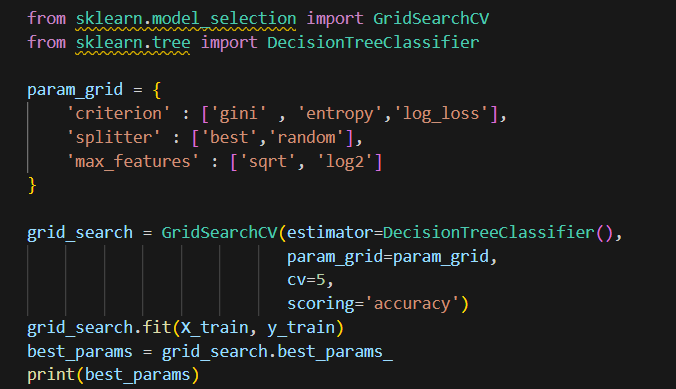 from sklearn.model_selection import GridSearchCV
from sklearn.tree import DecisionTreeClassifier
param_grid = {
    'criterion' : ['gini' , 'entropy','log_loss'],
    'splitter' : ['best','random'],
    'max_features' : ['sqrt', 'log2']
}
grid_search = GridSearchCV(estimator=DecisionTreeClassifier(),
                           param_grid=param_grid,
                           cv=5,
                           scoring='accuracy')
grid_search.fit(X_train, y_train)
best_params = grid_search.best_params_
print(best_params)